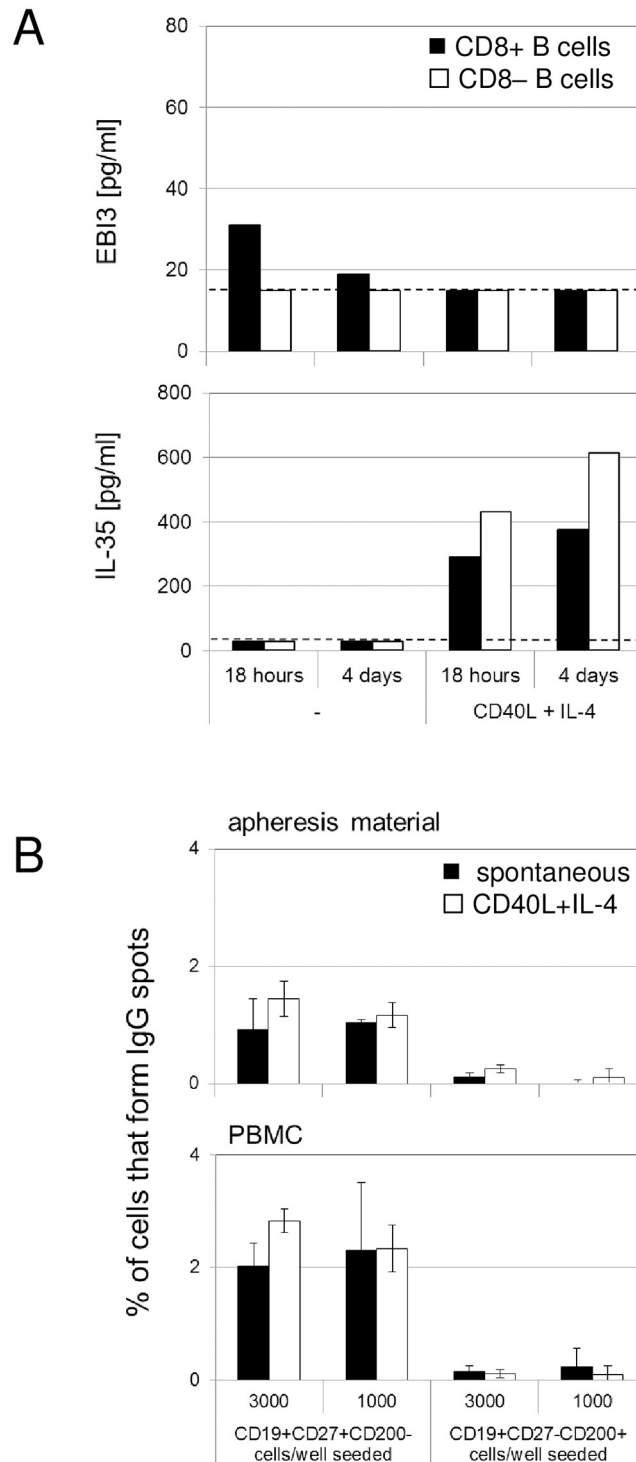 A
80
CD8+ B cells
CD8– B cells
60
EBI3 [pg/ml]
40
20
0
800
IL-35 [pg/ml]
600
400
200
0
18 hours 4 days 18 hours 4 days
- CD40L + IL-4
B
apheresis material
4
spontaneous
CD40L+IL-4
% of cells that form IgG spots
2
0
PBMC
4
2
0
3000 1000 3000 1000
CD19+CD27+CD200- CD19+CD27-CD200+
cells/well seeded cells/well seeded